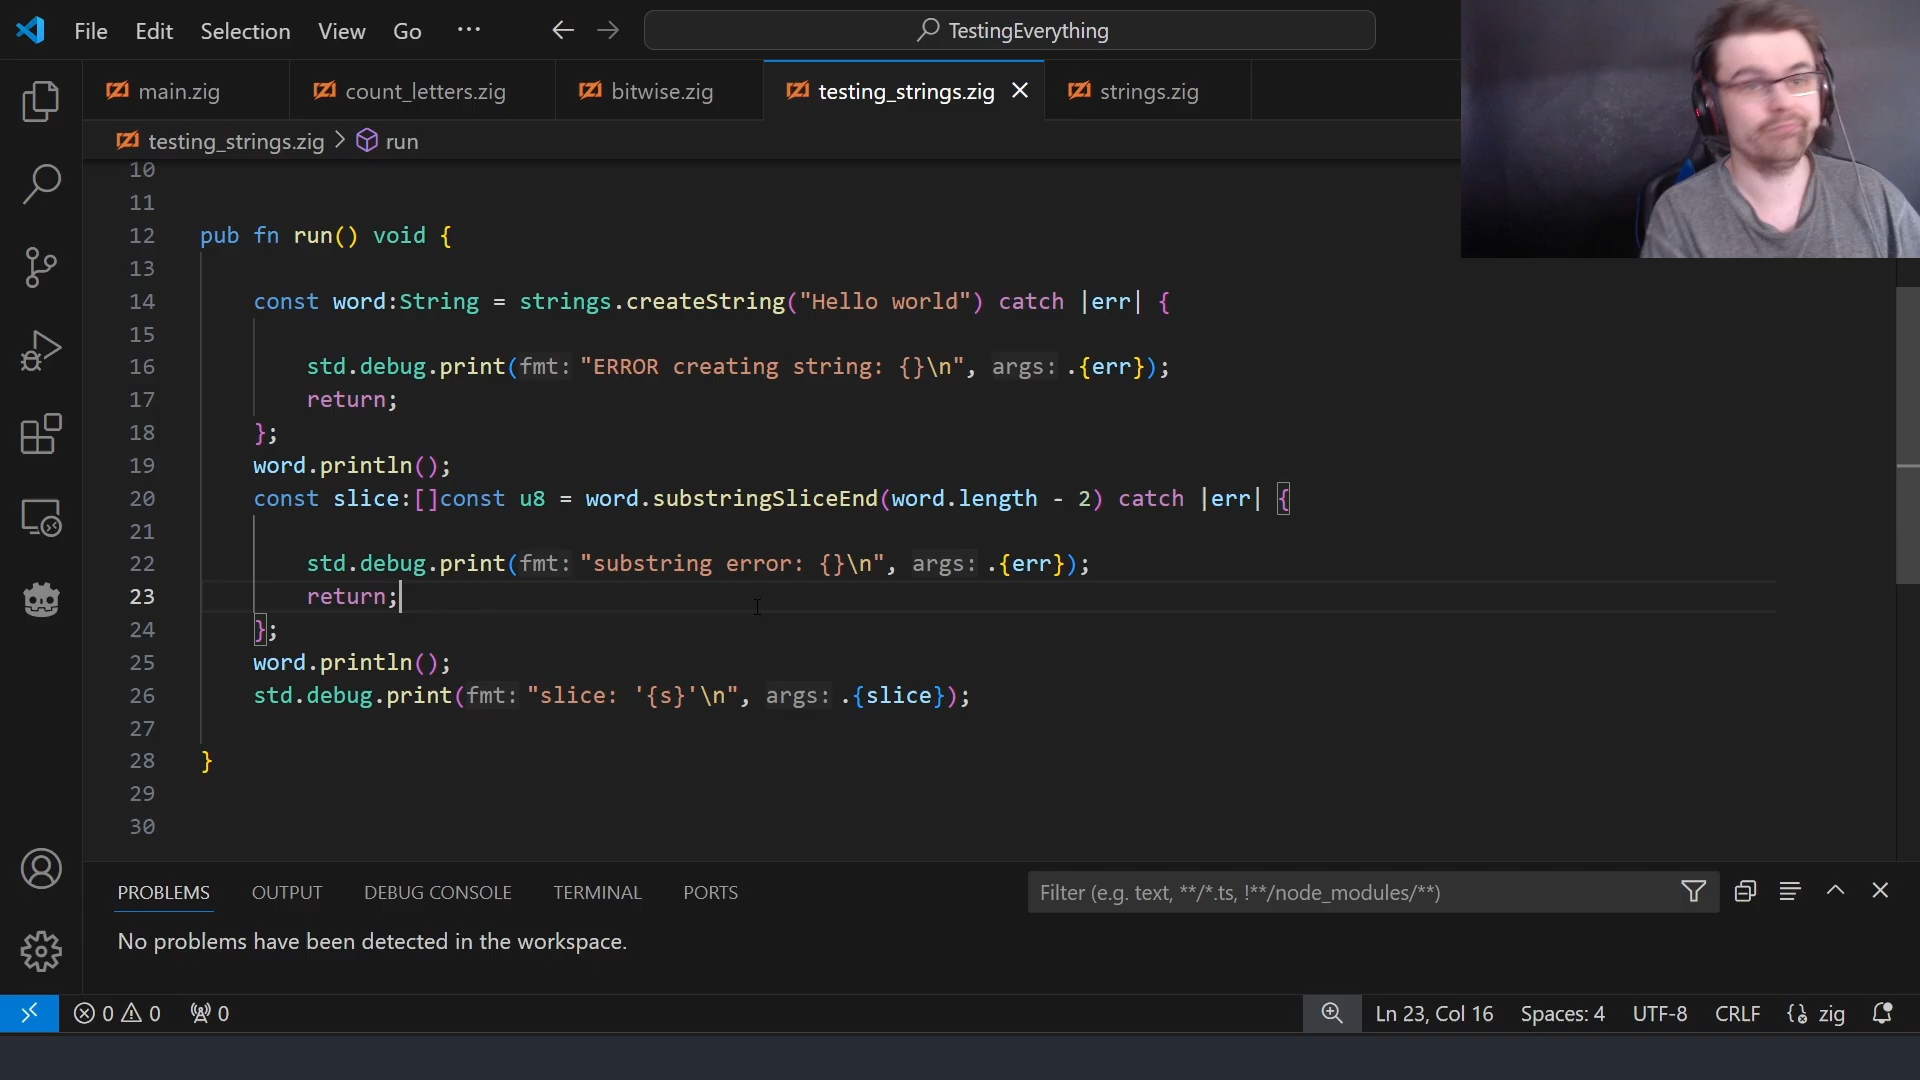 File Edit Selection View Go ··· TestingEverything
main.zig count_letters.zig bitwise.zig testing_strings.zig strings.zig
testing_strings.zig > run
10
11
12 pub fn run() void {
13
14 const word:String = strings.createString("Hello world") catch |err| {
15
16 std.debug.print(fmt: "ERROR creating string: {}\n", args: .{err});
17 return;
18 };
19 word.println();
20 const slice:[]const u8 = word.substringSliceEnd(word.length - 2) catch |err| {
21
22 std.debug.print(fmt: "substring error: {}\n", args: .{err});
23 return;
24 };
25 word.println();
26 std.debug.print(fmt: "slice: '{s}'\n", args: .{slice});
27
28 }
29
30
PROBLEMS OUTPUT DEBUG CONSOLE TERMINAL PORTS Filter (e.g. text, **/*.ts, !**/node_modules/**)
No problems have been detected in the workspace.
0 0 0 Ln 23, Col 16 Spaces: 4 UTF-8 CRLF zig